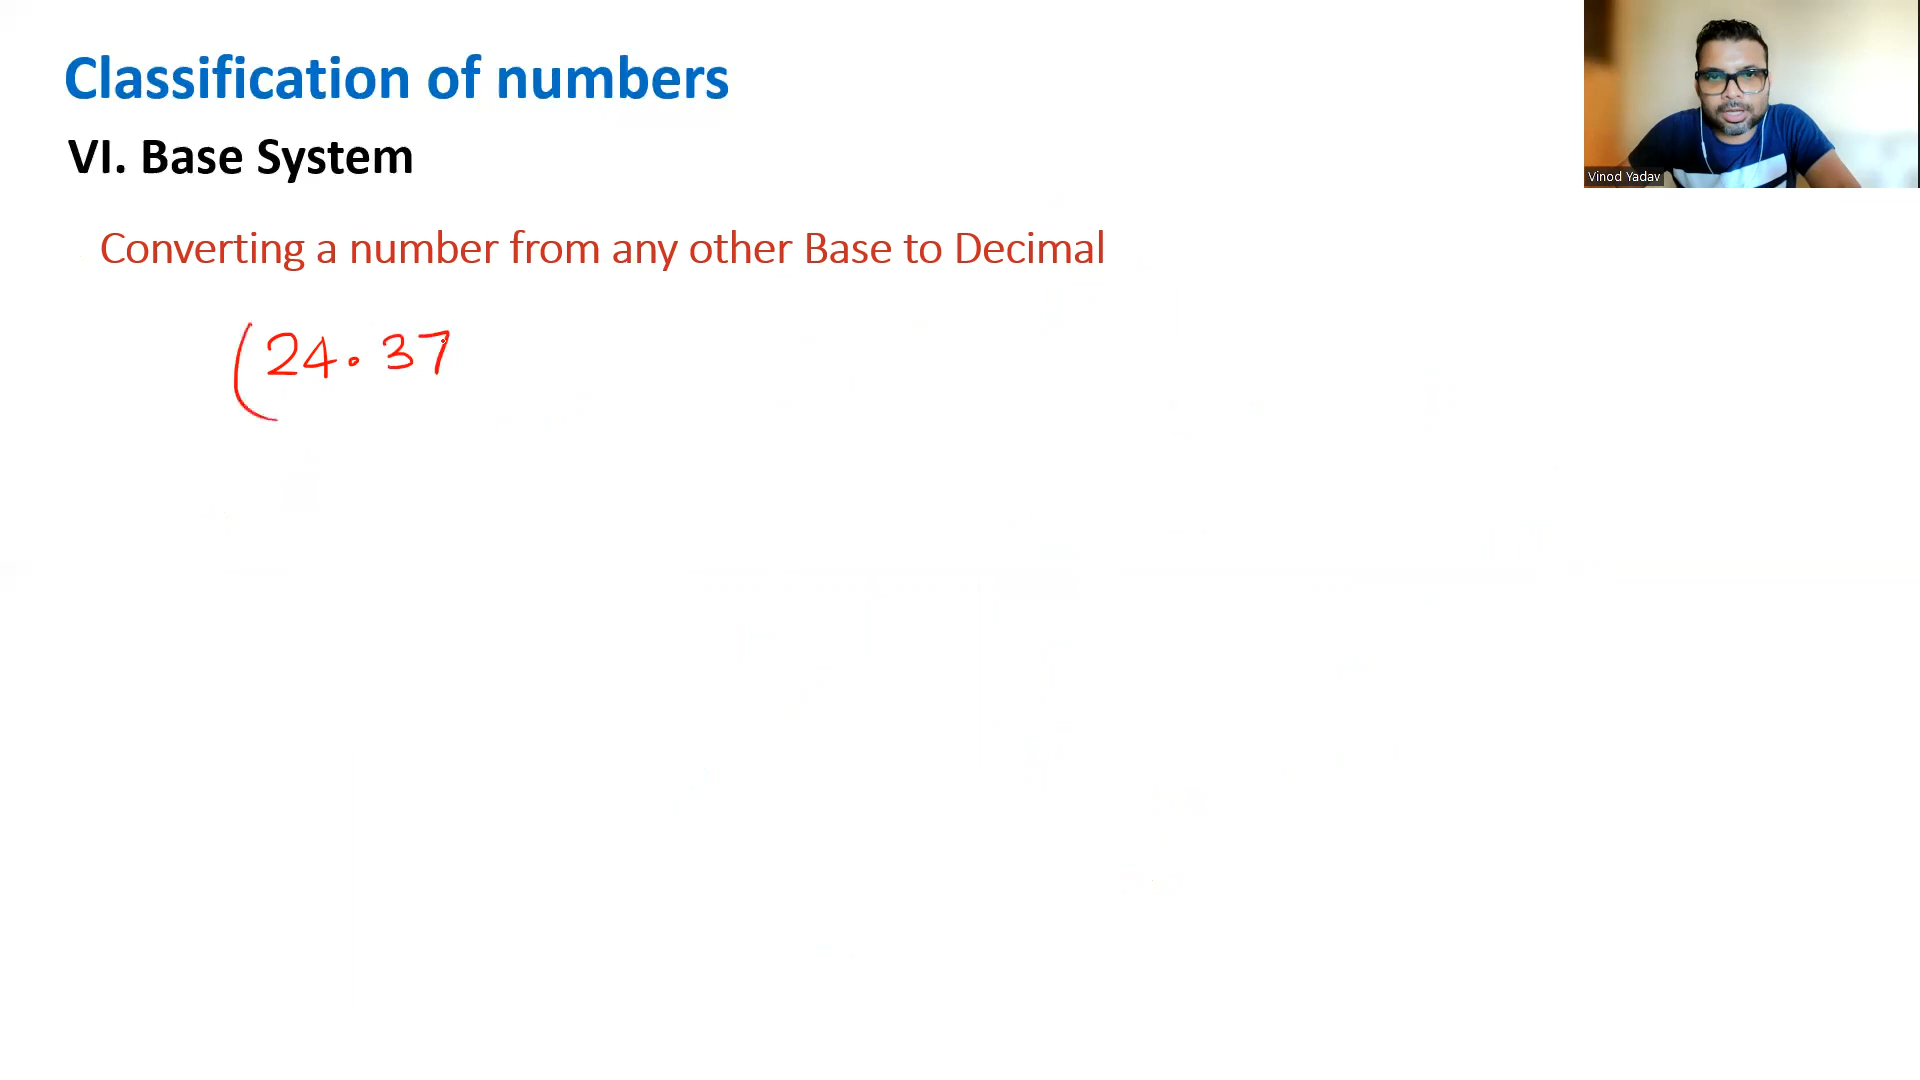 Classification of numbers
VI. Base System
Converting a number from any other Base to Decimal
(24.37
Vinod Yadav